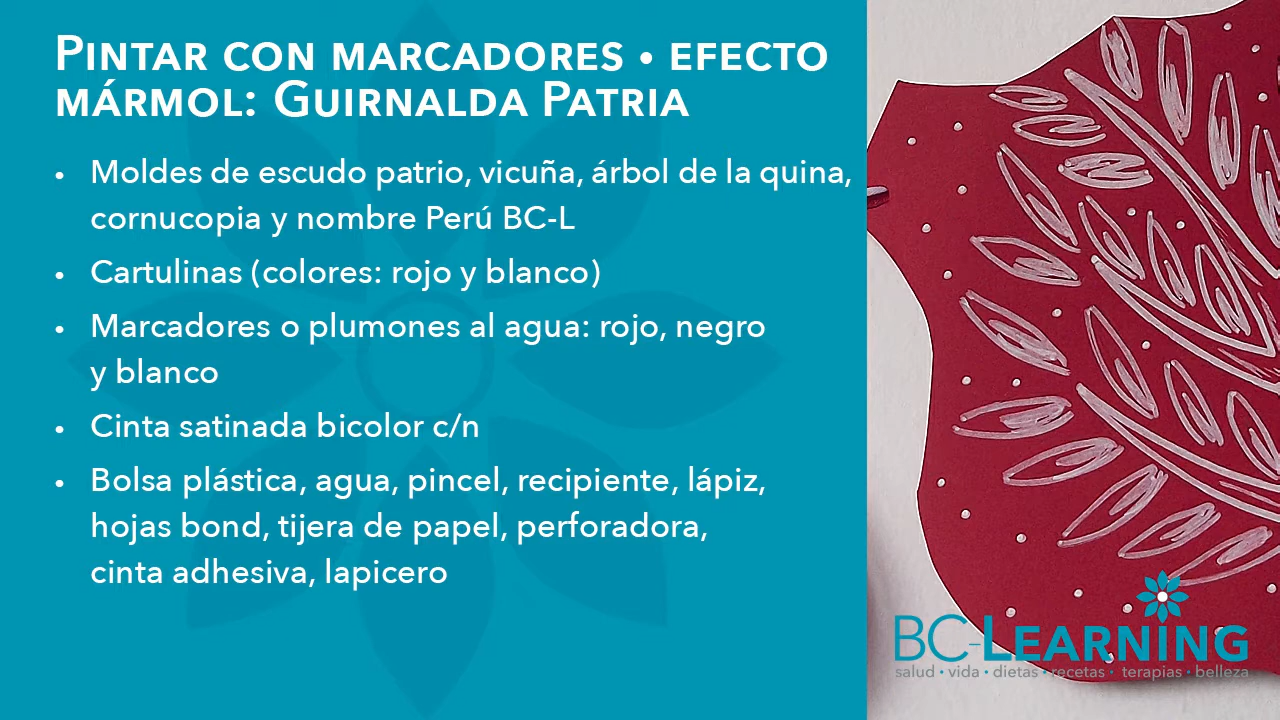 Pintar con marcadores • efecto
mármol: Guirnalda Patria
• Moldes de escudo patrio, vicuña, árbol de la quina,
cornucopia y nombre Perú BC-L
• Cartulinas (colores: rojo y blanco)
• Marcadores o plumones al agua: rojo, negro
y blanco
• Cinta satinada bicolor c/n
• Bolsa plástica, agua, pincel, recipiente, lápiz,
hojas bond, tijera de papel, perforadora,
cinta adhesiva, lapicero
BC-Learning
salud • vida • dietas • recetas • terapias • belleza